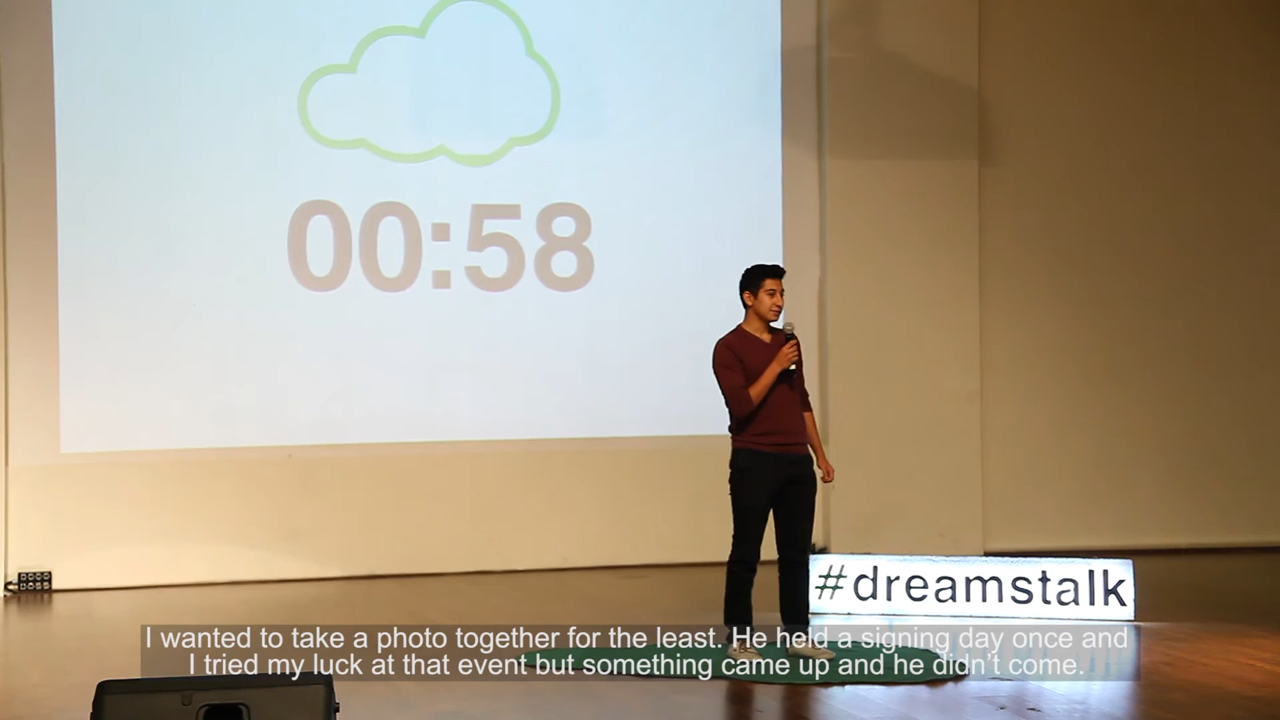 00:58
#dreamstalk
I wanted to take a photo together for the least. He held a signing day once and
I tried my luck at that event but something came up and he didn't come.